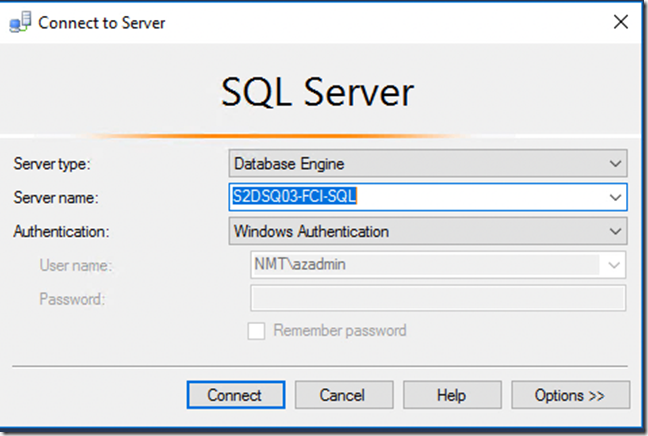 Connect to Server
SQL Server
Server type: Database Engine
Server name: S2DSQ03-FCI-SQL
Authentication: Windows Authentication
User name: NMT\azadmin
Password:
Remember password
Connect Cancel Help Options >>